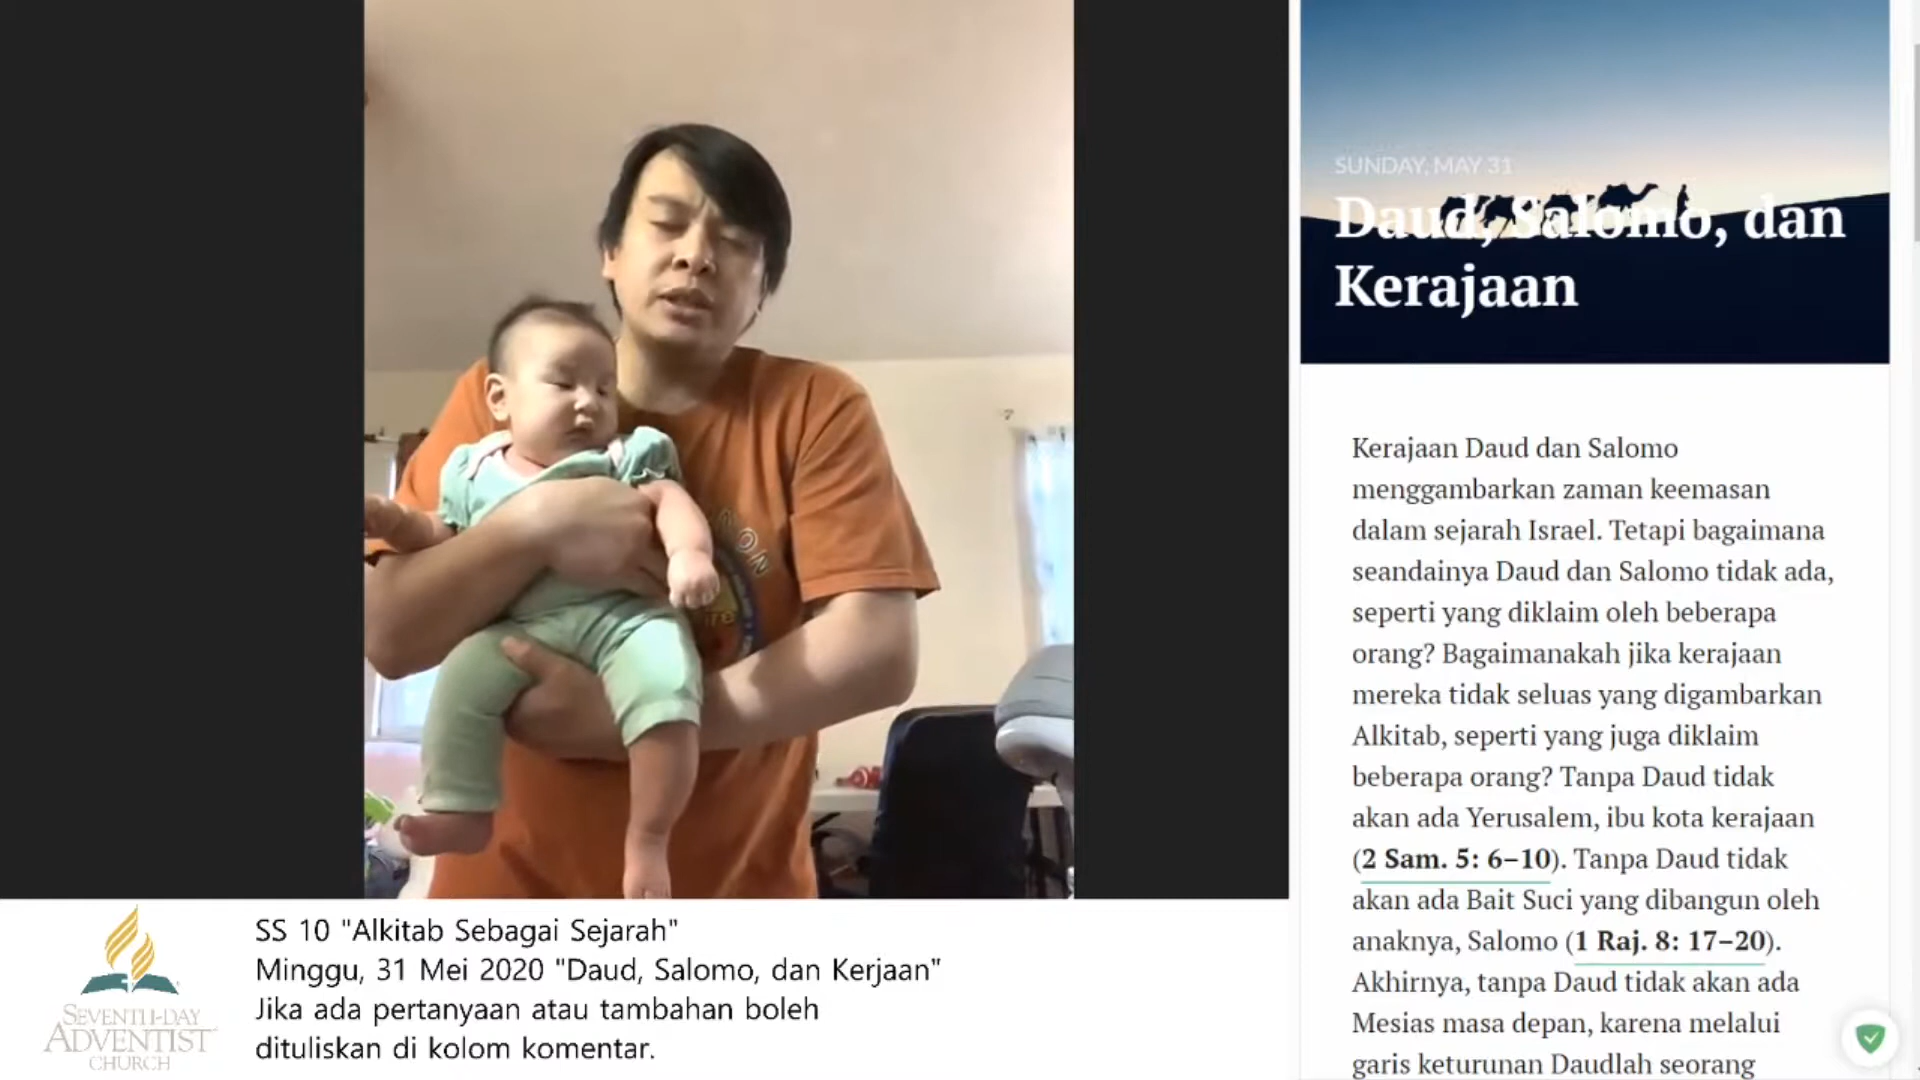 SUNDAY, MAY 31
Daud, Salomo, dan
Kerajaan
Kerajaan Daud dan Salomo
menggambarkan zaman keemasan
dalam sejarah Israel. Tetapi bagaimana
seandainya Daud dan Salomo tidak ada,
seperti yang diklaim oleh beberapa
orang? Bagaimanakah jika kerajaan
mereka tidak seluas yang digambarkan
Alkitab, seperti yang juga diklaim
beberapa orang? Tanpa Daud tidak
akan ada Yerusalem, ibu kota kerajaan
(2 Sam. 5: 6–10). Tanpa Daud tidak
akan ada Bait Suci yang dibangun oleh
anaknya, Salomo (1 Raj. 8: 17–20).
Akhirnya, tanpa Daud tidak akan ada
Mesias masa depan, karena melalui
garis keturunan Daudlah seorang
SS 10 "Alkitab Sebagai Sejarah"
Minggu, 31 Mei 2020 "Daud, Salomo, dan Kerjaan"
Jika ada pertanyaan atau tambahan boleh
dituliskan di kolom komentar.
SEVENTH-DAY
ADVENTIST
CHURCH